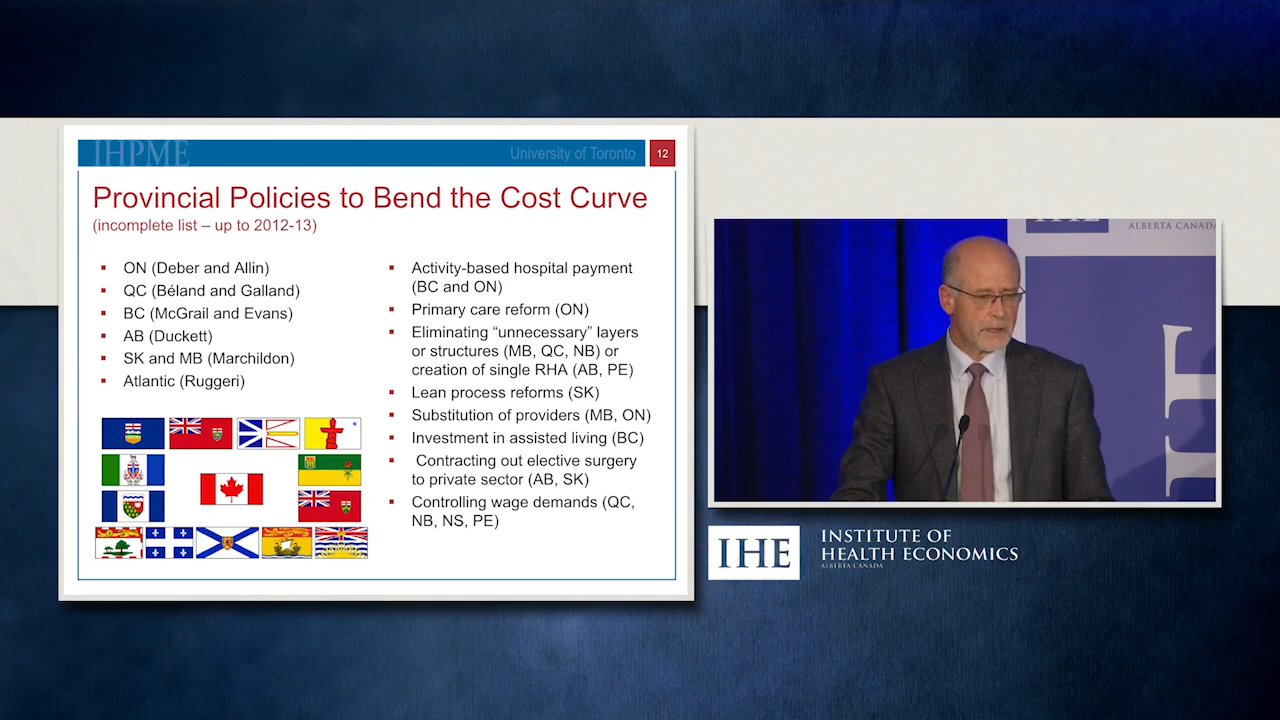 IHPME
University of Toronto
12
Provincial Policies to Bend the Cost Curve
(incomplete list – up to 2012-13)
▪ ON (Deber and Allin)
▪ QC (Béland and Galland)
▪ BC (McGrail and Evans)
▪ AB (Duckett)
▪ SK and MB (Marchildon)
▪ Atlantic (Ruggeri)
▪ Activity-based hospital payment
(BC and ON)
▪ Primary care reform (ON)
▪ Eliminating “unnecessary” layers
or structures (MB, QC, NB) or
creation of single RHA (AB, PE)
▪ Lean process reforms (SK)
▪ Substitution of providers (MB, ON)
▪ Investment in assisted living (BC)
▪ Contracting out elective surgery
to private sector (AB, SK)
▪ Controlling wage demands (QC,
NB, NS, PE)
IHE
ALBERTA CANADA
IHE
INSTITUTE OF
HEALTH ECONOMICS
ALBERTA CANADA